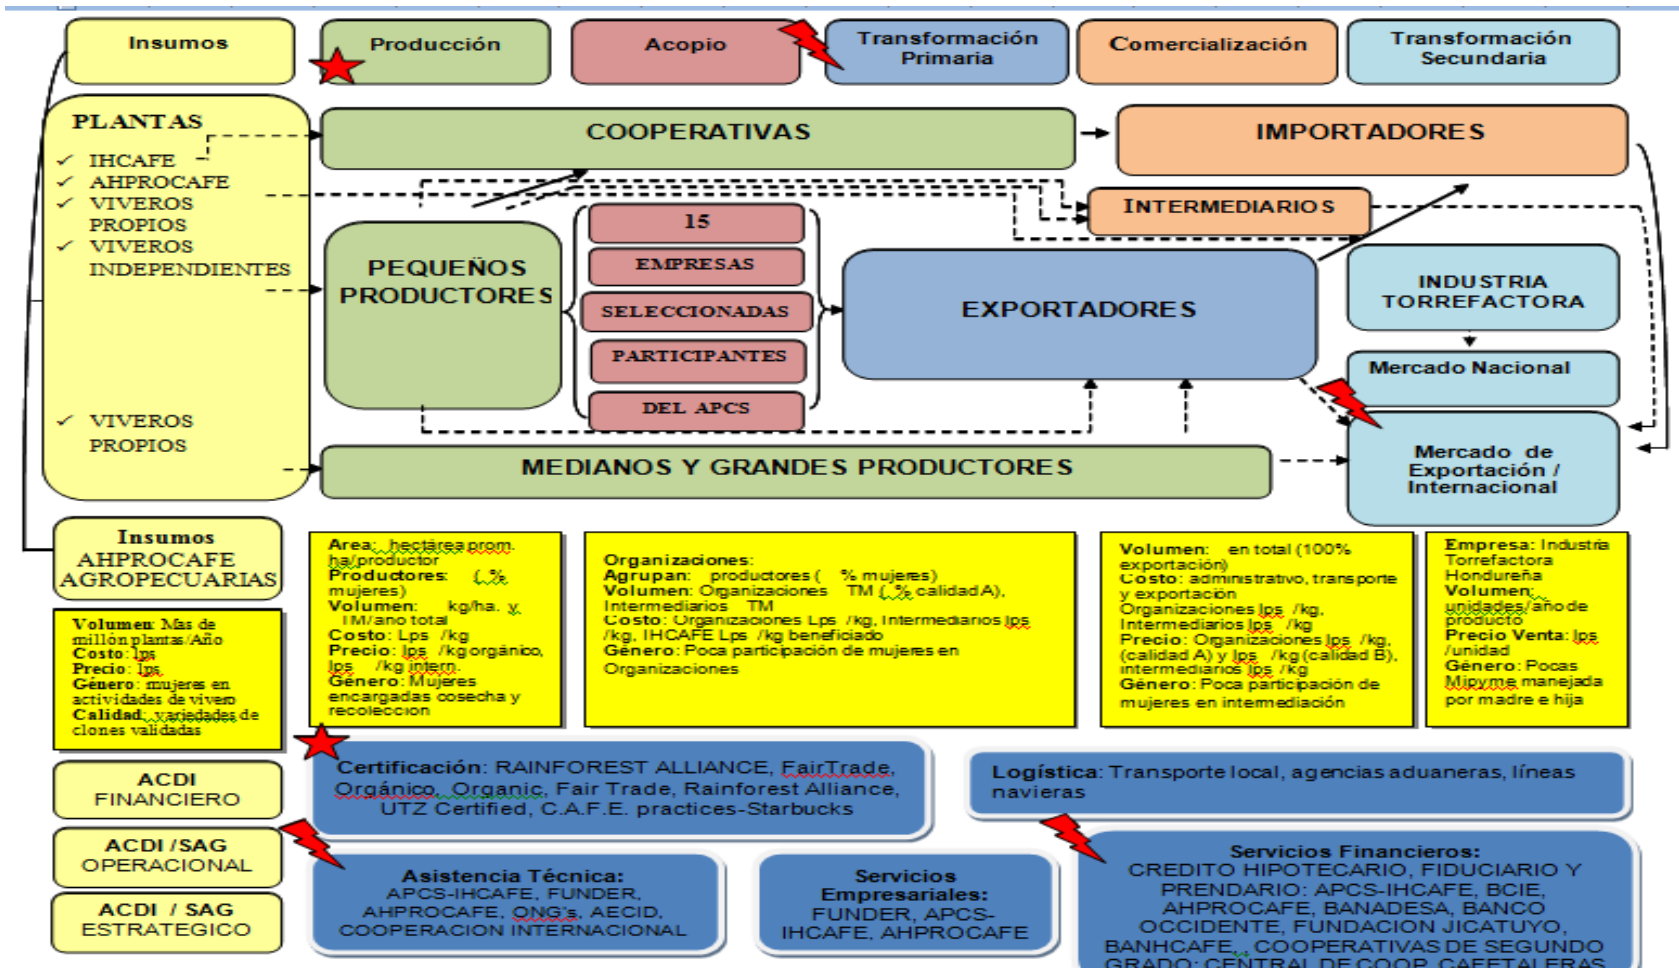 Insumos
Producción
Acopio
Transformación
Primaria
Comercialización
Transformación
Secundaria
PLANTAS
✓ IHCAFE
✓ AHPROCAFE
✓ VIVEROS
PROPIOS
✓ VIVEROS
INDEPENDIENTES
✓ VIVEROS
PROPIOS
COOPERATIVAS
IMPORTADORES
INTERMEDIARIOS
PEQUEÑOS
PRODUCTORES
15
EMPRESAS
SELECCIONADAS
PARTICIPANTES
DEL APCS
EXPORTADORES
INDUSTRIA
TORREFACTORA
Mercado Nacional
MEDIANOS Y GRANDES PRODUCTORES
Mercado de
Exportación /
Internacional
Insumos
AHPROCAFE
AGROPECUARIAS
Volumen: Mas de
millón plantas/Año
Costo: lps
Precio: lps
Género: mujeres en
actividades de vivero
Calidad: variedades de
clones validadas
Area: hectárea prom.
ha/productor
Productores: ( %
mujeres)
Volumen: kg/ha. y
TM/año total
Costo: Lps /kg
Precio: lps /kg orgánico,
lps /kg intern.
Género: Mujeres
encargadas cosecha y
recolección
Organizaciones:
Agrupan: productores ( % mujeres)
Volumen: Organizaciones TM ( % calidad A),
Intermediarios TM
Costo: Organizaciones Lps /kg, Intermediarios lps
/kg, IHCAFE Lps /kg beneficiado
Género: Poca participación de mujeres en
Organizaciones
Volumen: en total (100%
exportación)
Costo: administrativo, transporte
y exportación
Organizaciones lps /kg,
Intermediarios lps /kg
Precio: Organizaciones lps /kg,
(calidad A) y lps /kg (calidad B),
intermediarios lps /kg
Género: Poca participación de
mujeres en intermediación
Empresa: Industria
Torrefactora
Hondureña
Volumen:
unidades/año de
producto
Precio Venta: lps
/unidad
Género: Pocas
Mipyme manejada
por madre e hija
ACDI
FINANCIERO
ACDI /SAG
OPERACIONAL
ACDI / SAG
ESTRATEGICO
Certificación: RAINFOREST ALLIANCE, FairTrade,
Orgánico, Organic, Fair Trade, Rainforest Alliance,
UTZ Certified, C.A.F.E. practices-Starbucks
Logística: Transporte local, agencias aduaneras, líneas
navieras
Asistencia Técnica:
APCS-IHCAFE, FUNDER,
AHPROCAFE, ONG's, AECID,
COOPERACION INTERNACIONAL
Servicios
Empresariales:
FUNDER, APCS-
IHCAFE, AHPROCAFE
Servicios Financieros:
CREDITO HIPOTECARIO, FIDUCIARIO Y
PRENDARIO: APCS-IHCAFE, BCIE,
AHPROCAFE, BANADESA, BANCO
OCCIDENTE, FUNDACION JICATUYO,
BANHCAFE, , COOPERATIVAS DE SEGUNDO
GRADO: CENTRAL DE COOP. CAFETALERAS